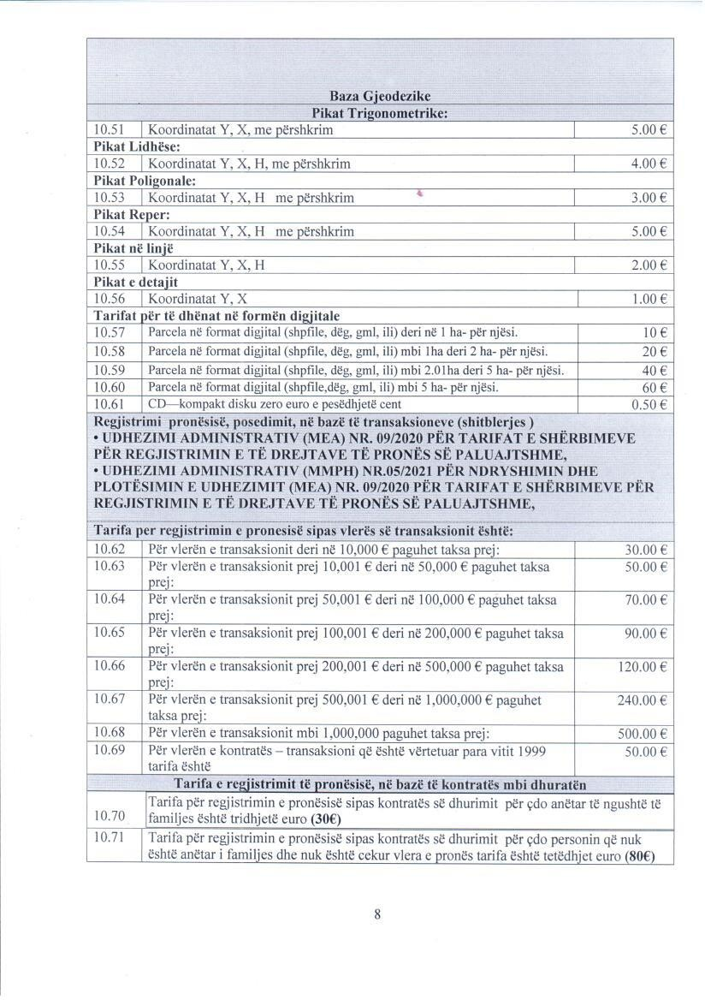 Baza Gjeodezike
Pikat Trigonometrike:
10.51 Koordinatat Y, X, me përshkrim 5.00 €
Pikat Lidhëse:
10.52 Koordinatat Y, X, H, me përshkrim 4.00 €
Pikat Poligonale:
10.53 Koordinatat Y, X, H me përshkrim 3.00 €
Pikat Reper:
10.54 Koordinatat Y, X, H me përshkrim 5.00 €
Pikat në linjë
10.55 Koordinatat Y, X, H 2.00 €
Pikat e detajit
10.56 Koordinatat Y, X 1.00 €
Tarifat për të dhënat në formën digjitale
10.57 Parcela në format digjital (shpfile, dëg, gml, ili) deri në 1 ha- për njësi. 10 €
10.58 Parcela në format digjital (shpfile, dëg, gml, ili) mbi 1ha deri 2 ha- për njësi. 20 €
10.59 Parcela në format digjital (shpfile, dëg, gml, ili) mbi 2.01ha deri 5 ha- për njësi. 40 €
10.60 Parcela në format digjital (shpfile,dëg, gml, ili) mbi 5 ha- për njësi. 60 €
10.61 CD—kompakt disku zero euro e pesëdhjetë cent 0.50 €
Regjistrimi pronësisë, posedimit, në bazë të transaksioneve (shitblerjes )
• UDHEZIMI ADMINISTRATIV (MEA) NR. 09/2020 PËR TARIFAT E SHËRBIMEVE
PËR REGJISTRIMIN E TË DREJTAVE TË PRONËS SË PALUAJTSHME,
• UDHEZIMI ADMINISTRATIV (MMPH) NR.05/2021 PËR NDRYSHIMIN DHE
PLOTËSIMIN E UDHEZIMIT (MEA) NR. 09/2020 PËR TARIFAT E SHËRBIMEVE PËR
REGJISTRIMIN E TË DREJTAVE TË PRONËS SË PALUAJTSHME,
Tarifa per regjistrimin e pronesisë sipas vlerës së transaksionit është:
10.62 Për vlerën e transaksionit deri në 10,000 € paguhet taksa prej: 30.00 €
10.63 Për vlerën e transaksionit prej 10,001 € deri në 50,000 € paguhet taksa 50.00 €
prej:
10.64 Për vlerën e transaksionit prej 50,001 € deri në 100,000 € paguhet taksa 70.00 €
prej:
10.65 Për vlerën e transaksionit prej 100,001 € deri në 200,000 € paguhet taksa 90.00 €
prej:
10.66 Për vlerën e transaksionit prej 200,001 € deri në 500,000 € paguhet taksa 120.00 €
prej:
10.67 Për vlerën e transaksionit prej 500,001 € deri në 1,000,000 € paguhet 240.00 €
taksa prej:
10.68 Për vlerën e transaksionit mbi 1,000,000 paguhet taksa prej: 500.00 €
10.69 Për vlerën e kontratës – transaksioni që është vërtetuar para vitit 1999 50.00 €
tarifa është
Tarifa e regjistrimit të pronësisë, në bazë të kontratës mbi dhuratën
Tarifa për regjistrimin e pronësisë sipas kontratës së dhurimit për çdo anëtar të ngushtë të
10.70 familjes është tridhjetë euro (30€)
10.71 Tarifa për regjistrimin e pronësisë sipas kontratës së dhurimit për çdo personin që nuk
është anëtar i familjes dhe nuk është cekur vlera e pronës tarifa është tetëdhjet euro (80€)
8